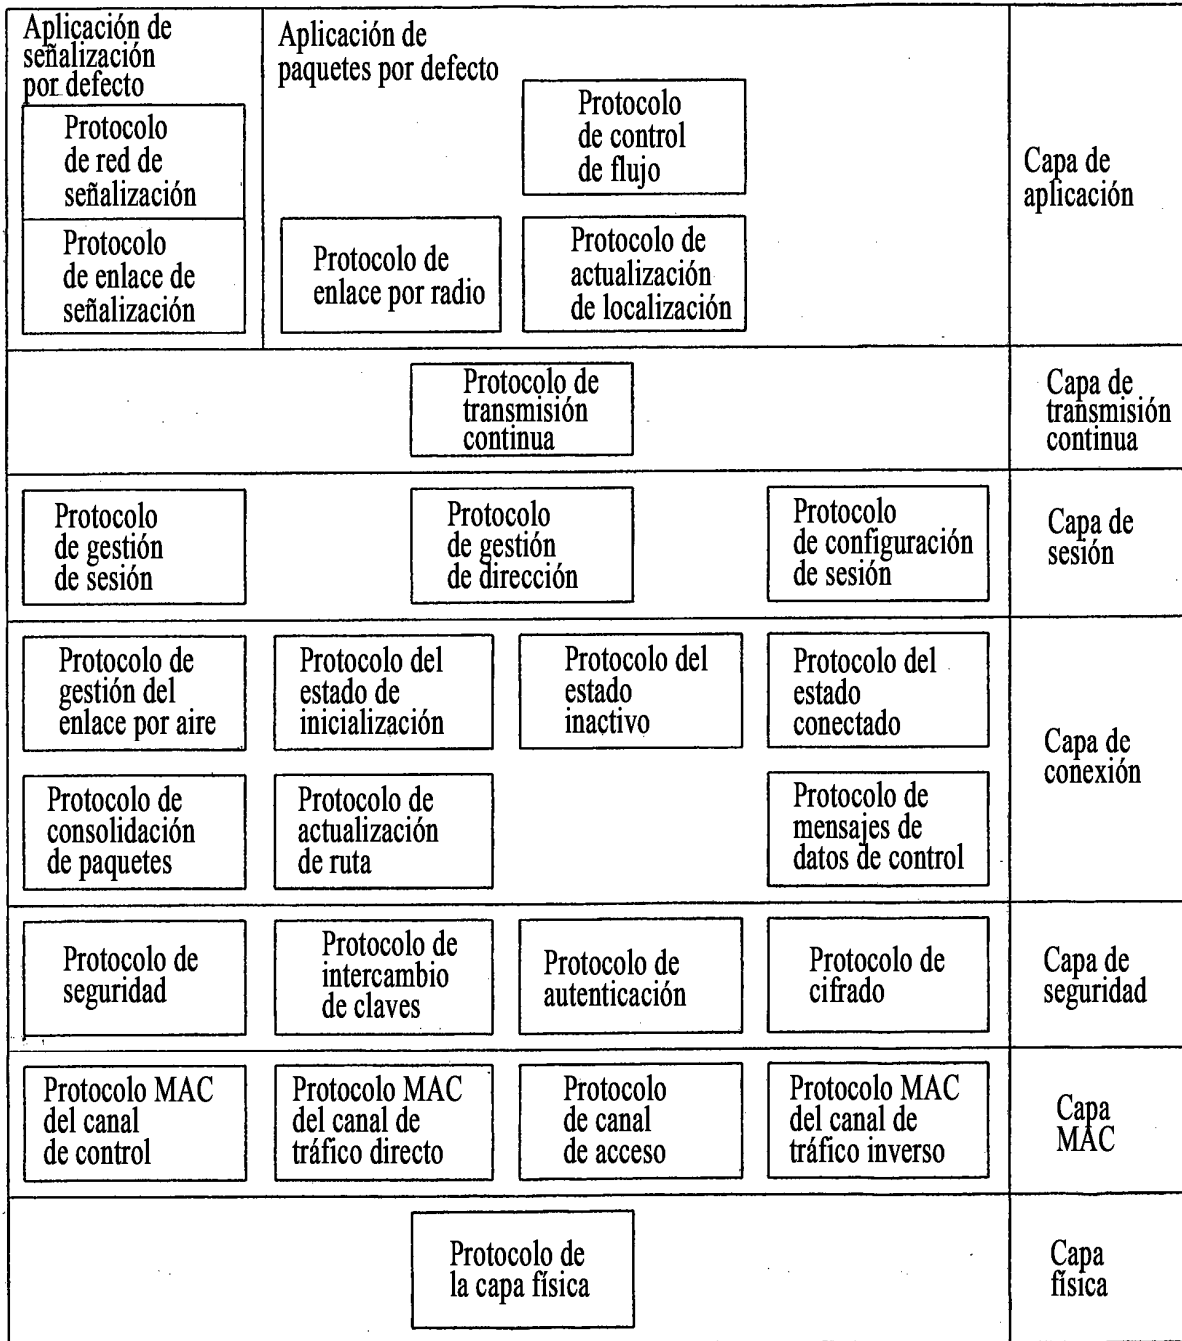 Aplicación de
señalización
por defecto
Protocolo
de red de
señalización
Protocolo
de enlace de
señalización
Aplicación de
paquetes por defecto
Protocolo
de control
de flujo
Protocolo de
enlace por radio
Protocolo de
actualización
de localización
Capa de
aplicación
Protocolo de
transmisión
continua
Capa de
transmisión
continua
Protocolo
de gestión
de sesión
Protocolo
de gestión
de dirección
Protocolo
de configuración
de sesión
Capa de
sesión
Protocolo de
gestión del
enlace por aire
Protocolo del
estado de
inicialización
Protocolo del
estado
inactivo
Protocolo del
estado
conectado
Protocolo de
consolidación
de paquetes
Protocolo de
actualización
de ruta
Protocolo de
mensajes de
datos de control
Capa de
conexión
Protocolo de
seguridad
Protocolo de
intercambio
de claves
Protocolo de
autenticación
Protocolo de
cifrado
Capa de
seguridad
Protocolo MAC
del canal
de control
Protocolo MAC
del canal de
tráfico directo
Protocolo
de canal
de acceso
Protocolo MAC
del canal de
tráfico inverso
Capa
MAC
Protocolo de
la capa física
Capa
física